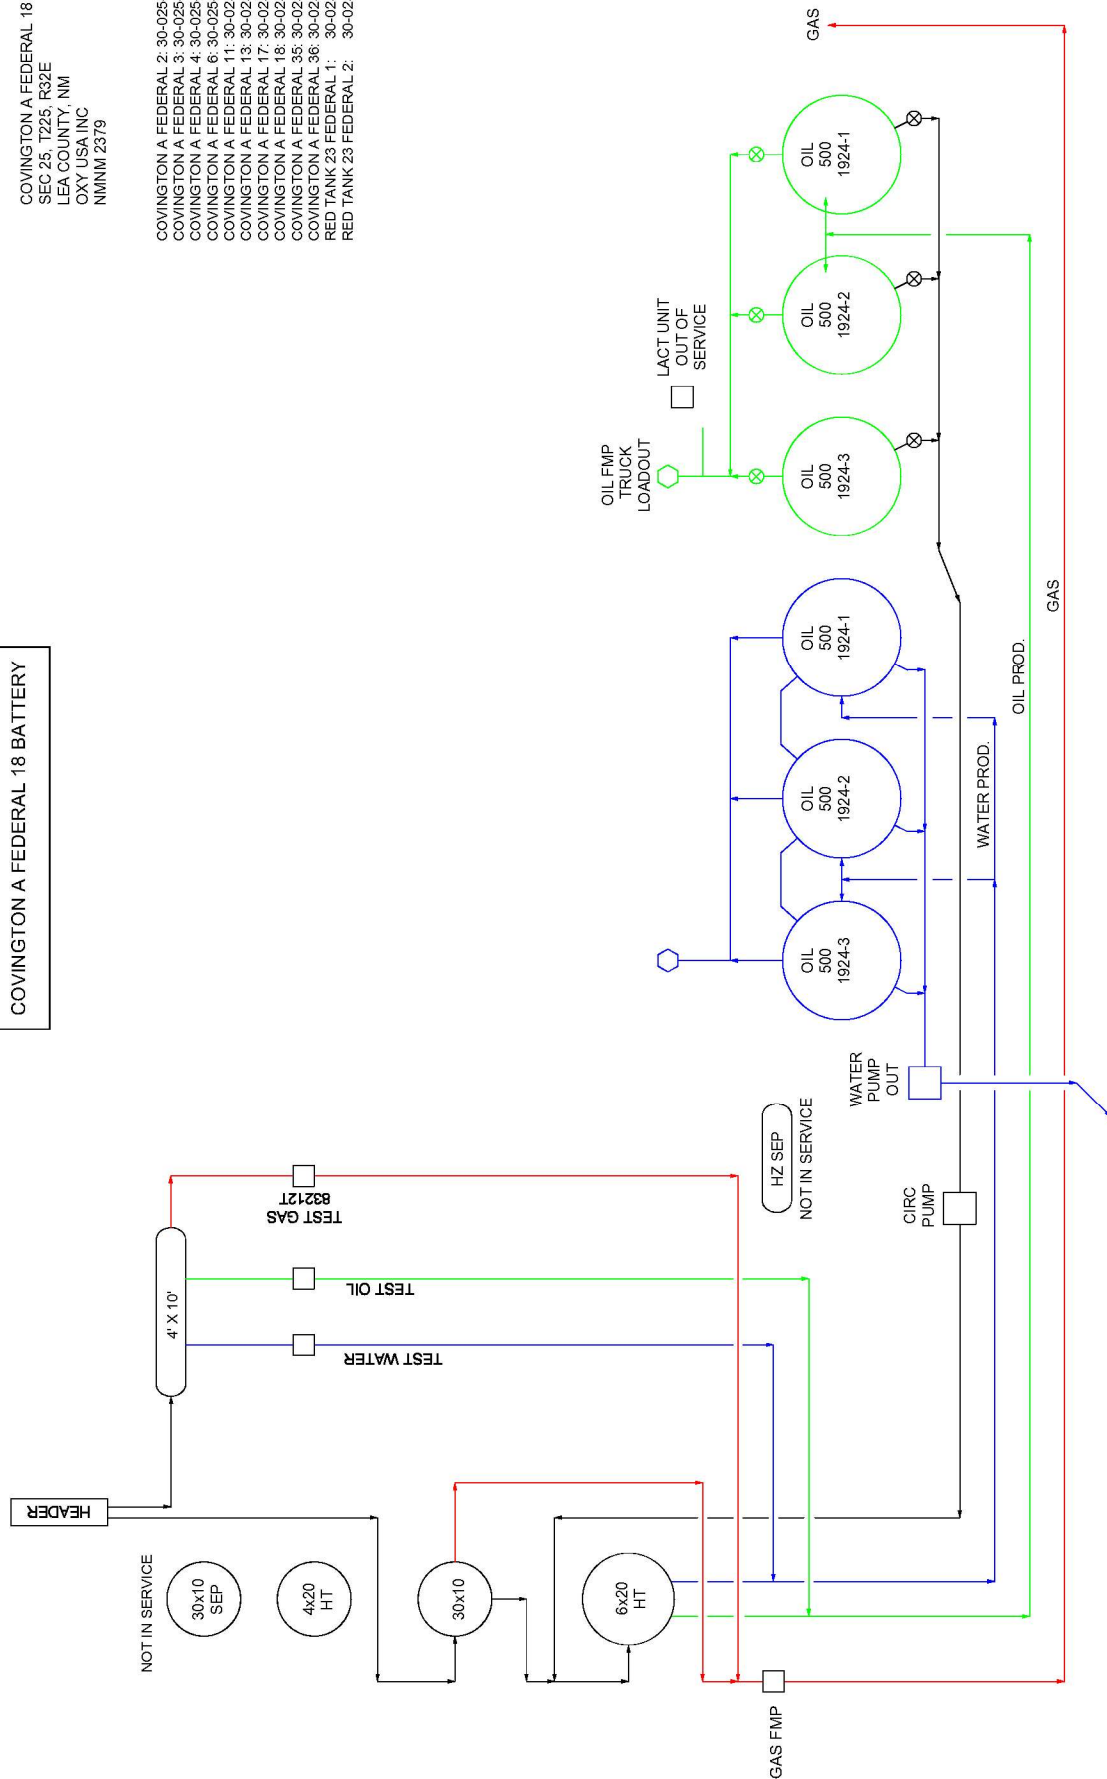 COVINGTON A FEDERAL 18 BATTERY
COVINGTON A FEDERAL 18
SEC 25, T225, R32E
LEA COUNTY, NM
OXY USA INC
NMNM 2379
COVINGTON A FEDERAL 2: 30-025
COVINGTON A FEDERAL 3: 30-025
COVINGTON A FEDERAL 4: 30-025
COVINGTON A FEDERAL 6: 30-025
COVINGTON A FEDERAL 11: 30-02
COVINGTON A FEDERAL 13: 30-02
COVINGTON A FEDERAL 17: 30-02
COVINGTON A FEDERAL 18: 30-02
COVINGTON A FEDERAL 35: 30-02
COVINGTON A FEDERAL 36: 30-02
RED TANK 23 FEDERAL 1: 30-02
RED TANK 23 FEDERAL 2: 30-02
HEADER
4' X 10'
TEST GAS
83212T
TEST OIL
TEST WATER
NOT IN SERVICE
30x10
SEP
4x20
HT
30x10
6x20
HT
GAS FMP
HZ SEP
NOT IN SERVICE
CIRC
PUMP
WATER
PUMP
OUT
OIL
500
1924-3
OIL
500
1924-2
OIL
500
1924-1
WATER PROD.
OIL PROD.
GAS
OIL FMP
TRUCK
LOADOUT
LACT UNIT
OUT OF
SERVICE
OIL
500
1924-3
OIL
500
1924-2
OIL
500
1924-1
GAS